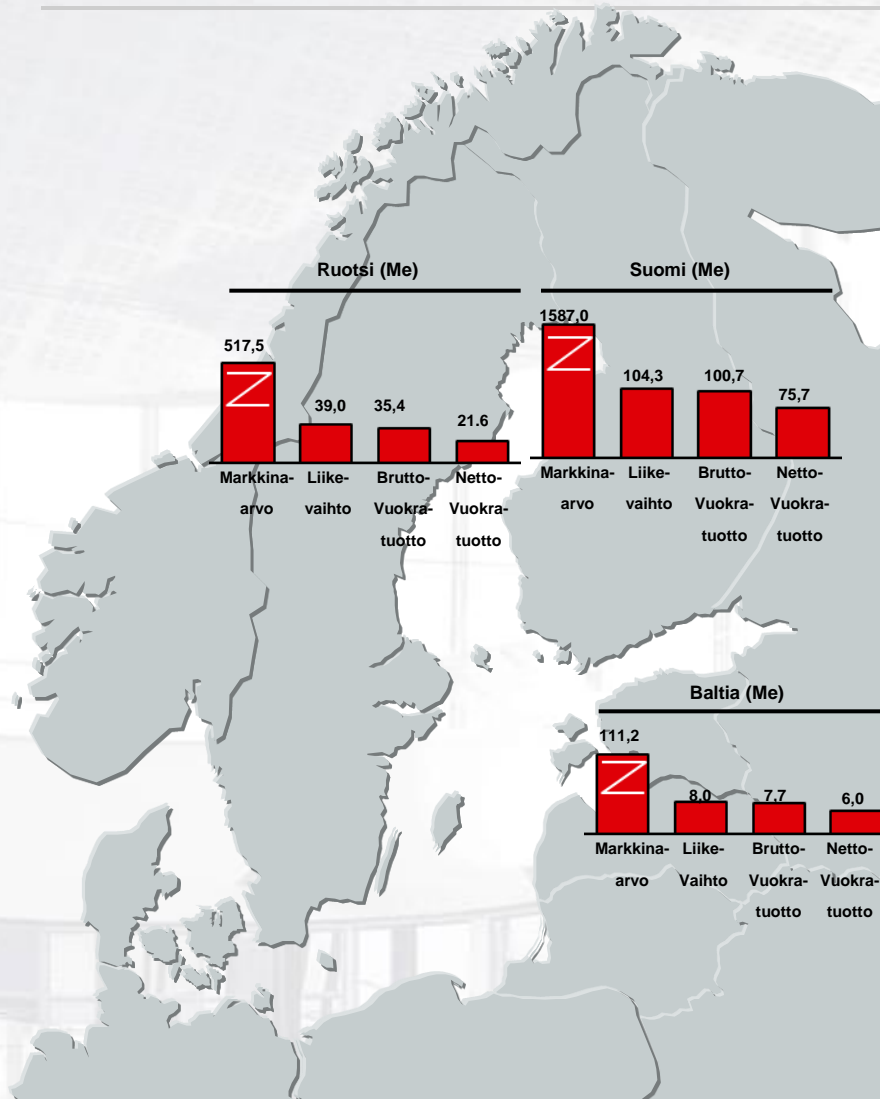 Ruotsi (Me)
517,5
39,0
35,4
21.6
Markkina-
arvo
Liike-
vaihto
Brutto-
Vuokra-
tuotto
Netto-
Vuokra-
tuotto
Suomi (Me)
1587,0
104,3
100,7
75,7
Markkina-
arvo
Liike-
vaihto
Brutto-
Vuokra-
tuotto
Netto-
Vuokra-
tuotto
Baltia (Me)
111,2
8,0
7,7
6,0
Markkina-
arvo
Liike-
Vaihto
Brutto-
Vuokra-
tuotto
Netto-
Vuokra-
tuotto